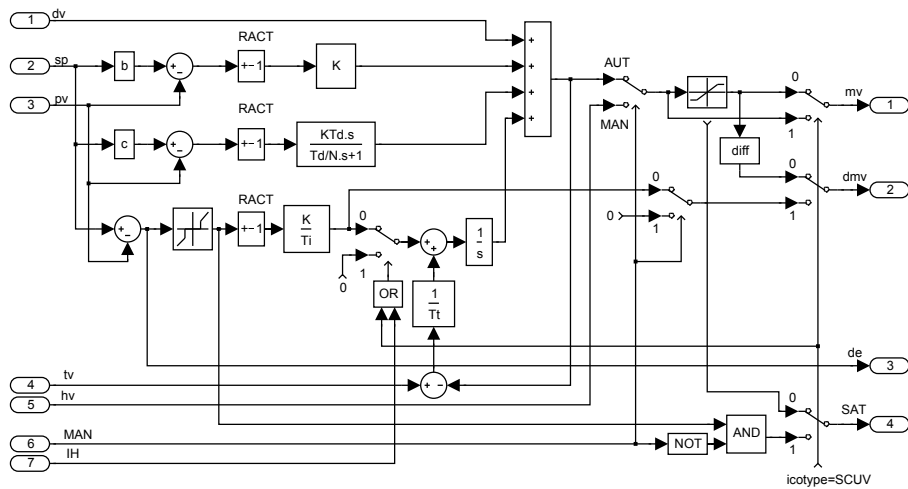 1
dv
2
sp
3
pv
b
RACT
+−1
K
c
RACT
+−1
KTd.s
Td/N.s+1
RACT
+−1
K
Ti
0
1
0
OR
1
Tt
1
s
+
+
+
+
AUT
MAN
0
0
1
diff
0
mv
1
1
0
dmv
2
1
de
3
4
tv
5
hv
6
MAN
7
IH
NOT
AND
0
SAT
4
1
icotype=SCUV